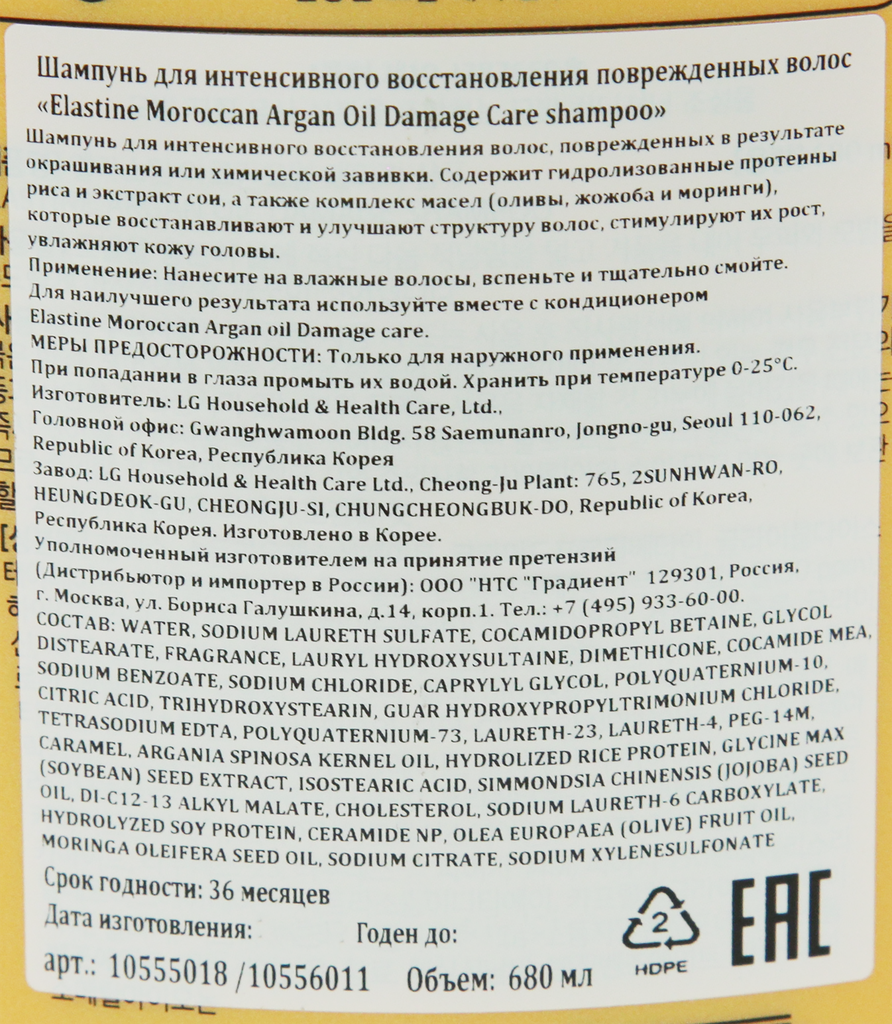 Шампунь для интенсивного восстановления поврежденных волос
«Elastine Moroccan Argan Oil Damage Care shampoo»
Шампунь для интенсивного восстановления волос, поврежденных в результате
окрашивания или химической завивки. Содержит гидролизованные протеины
риса и экстракт сои, а также комплекс масел (оливы, жожоба и моринги),
которые восстанавливают и улучшают структуру волос, стимулируют их рост,
увлажняют кожу головы.
Применение: Нанесите на влажные волосы, вспеньте и тщательно смойте.
Для наилучшего результата используйте вместе с кондиционером
Elastine Moroccan Argan oil Damage care.
МЕРЫ ПРЕДОСТОРОЖНОСТИ: Только для наружного применения.
При попадании в глаза промыть их водой. Хранить при температуре 0-25°С.
Изготовитель: LG Household & Health Care, Ltd.,
Головной офис: Gwanghwamoon Bldg. 58 Saemunanro, Jongno-gu, Seoul 110-062,
Republic of Korea, Республика Корея
Завод: LG Household & Health Care Ltd., Cheong-Ju Plant: 765, 2SUNHWAN-RO,
HEUNGDEOK-GU, CHEONGJU-SI, CHUNGCHEONGBUK-DO, Republic of Korea,
Республика Корея. Изготовлено в Корее.
Уполномоченный изготовителем на принятие претензий
(Дистрибьютор и импортер в России): ООО "НТС "Градиент" 129301, Россия,
г. Москва, ул. Бориса Галушкина, д.14, корп.1. Тел.: +7 (495) 933-60-00.
СОСТАВ: WATER, SODIUM LAURETH SULFATE, COCAMIDOPROPYL BETAINE, GLYCOL
DISTEARATE, FRAGRANCE, LAURYL HYDROXYSULTAINE, DIMETHICONE, COCAMIDE MEA,
SODIUM BENZOATE, SODIUM CHLORIDE, CAPRYLYL GLYCOL, POLYQUATERNIUM-10,
CITRIC ACID, TRIHYDROXYSTEARIN, GUAR HYDROXYPROPYLTRIMONIUM CHLORIDE,
TETRASODIUM EDTA, POLYQUATERNIUM-73, LAURETH-23, LAURETH-4, PEG-14M,
CARAMEL, ARGANIA SPINOSA KERNEL OIL, HYDROLIZED RICE PROTEIN, GLYCINE MAX
(SOYBEAN) SEED EXTRACT, ISOSTEARIC ACID, SIMMONDSIA CHINENSIS (JOJOBA) SEED
OIL, DI-C12-13 ALKYL MALATE, CHOLESTEROL, SODIUM LAURETH-6 CARBOXYLATE,
HYDROLYZED SOY PROTEIN, CERAMIDE NP, OLEA EUROPAEA (OLIVE) FRUIT OIL,
MORINGA OLEIFERA SEED OIL, SODIUM CITRATE, SODIUM XYLENESULFONATE
Срок годности: 36 месяцев
Дата изготовления: Годен до:
арт.: 10555018 /10556011 Объем: 680 мл
2
HDPE
EAC